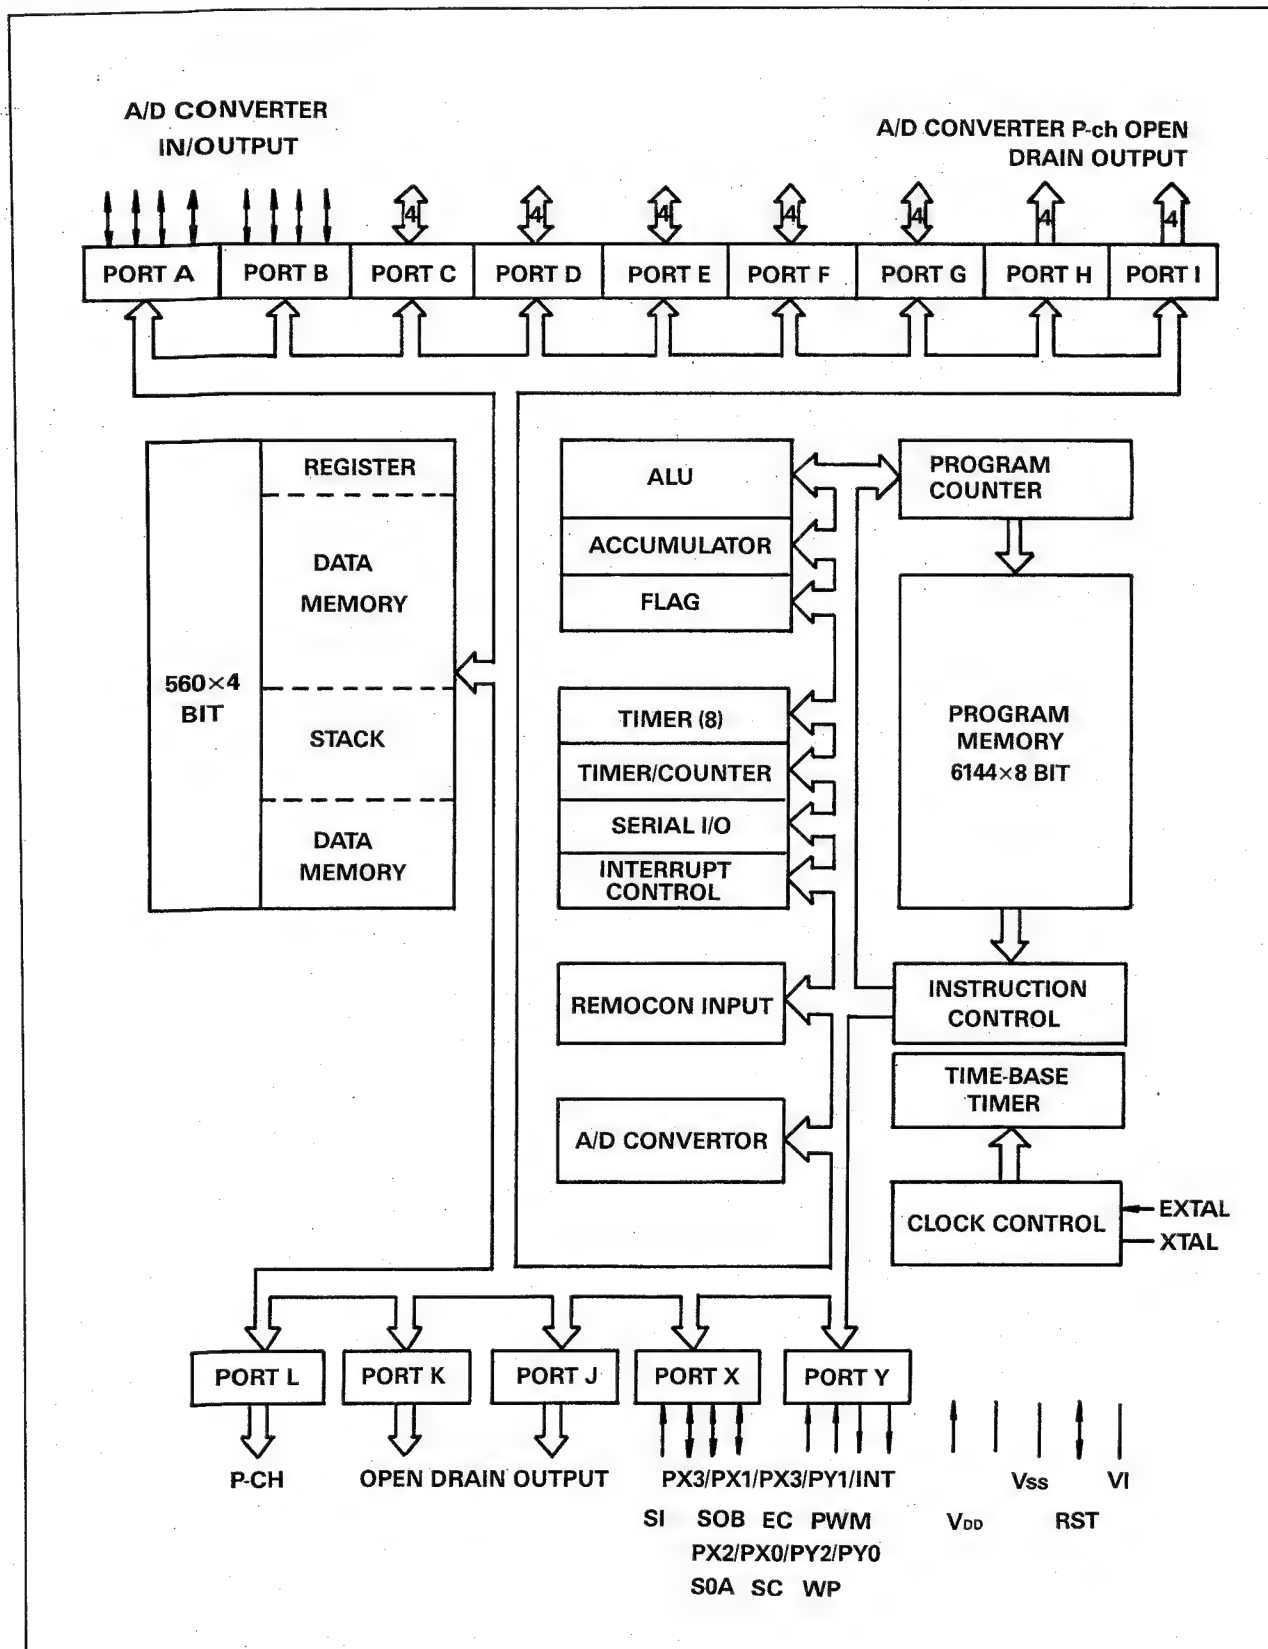 A/D CONVERTER
IN/OUTPUT
A/D CONVERTER P-ch OPEN
DRAIN OUTPUT
4 4 4 4 4 4 4
PORT A PORT B PORT C PORT D PORT E PORT F PORT G PORT H PORT I
560×4
BIT
REGISTER
DATA
MEMORY
STACK
DATA
MEMORY
ALU
ACCUMULATOR
FLAG
TIMER (8)
TIMER/COUNTER
SERIAL I/O
INTERRUPT
CONTROL
REMOCON INPUT
A/D CONVERTOR
PROGRAM
COUNTER
PROGRAM
MEMORY
6144×8 BIT
INSTRUCTION
CONTROL
TIME-BASE
TIMER
CLOCK CONTROL
EXTAL
XTAL
PORT L PORT K PORT J PORT X PORT Y
P-CH OPEN DRAIN OUTPUT PX3/PX1/PX3/PY1/INT Vss VI
SI SOB EC PWM VDD RST
PX2/PX0/PY2/PY0
S0A SC WP